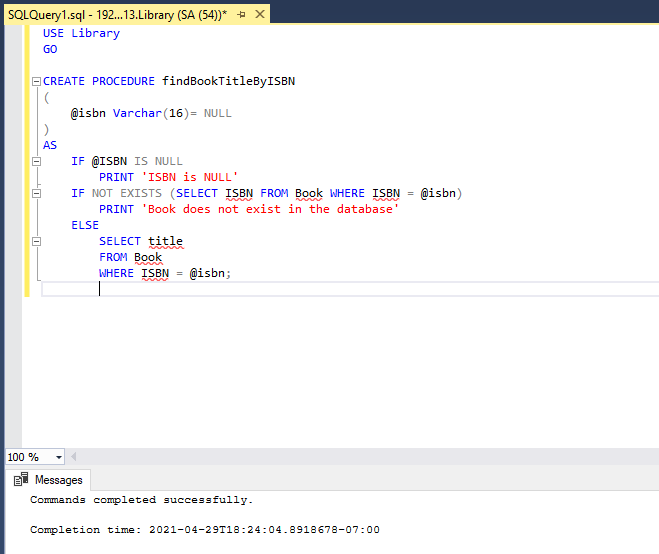 SQLQuery1.sql - 192...13.Library (SA (54))*
USE Library
GO
CREATE PROCEDURE findBookTitleByISBN
(
@isbn Varchar(16)= NULL
)
AS
IF @ISBN IS NULL
PRINT 'ISBN is NULL'
IF NOT EXISTS (SELECT ISBN FROM Book WHERE ISBN = @isbn)
PRINT 'Book does not exist in the database'
ELSE
SELECT title
FROM Book
WHERE ISBN = @isbn;
100 %
Messages
Commands completed successfully.
Completion time: 2021-04-29T18:24:04.8918678-07:00